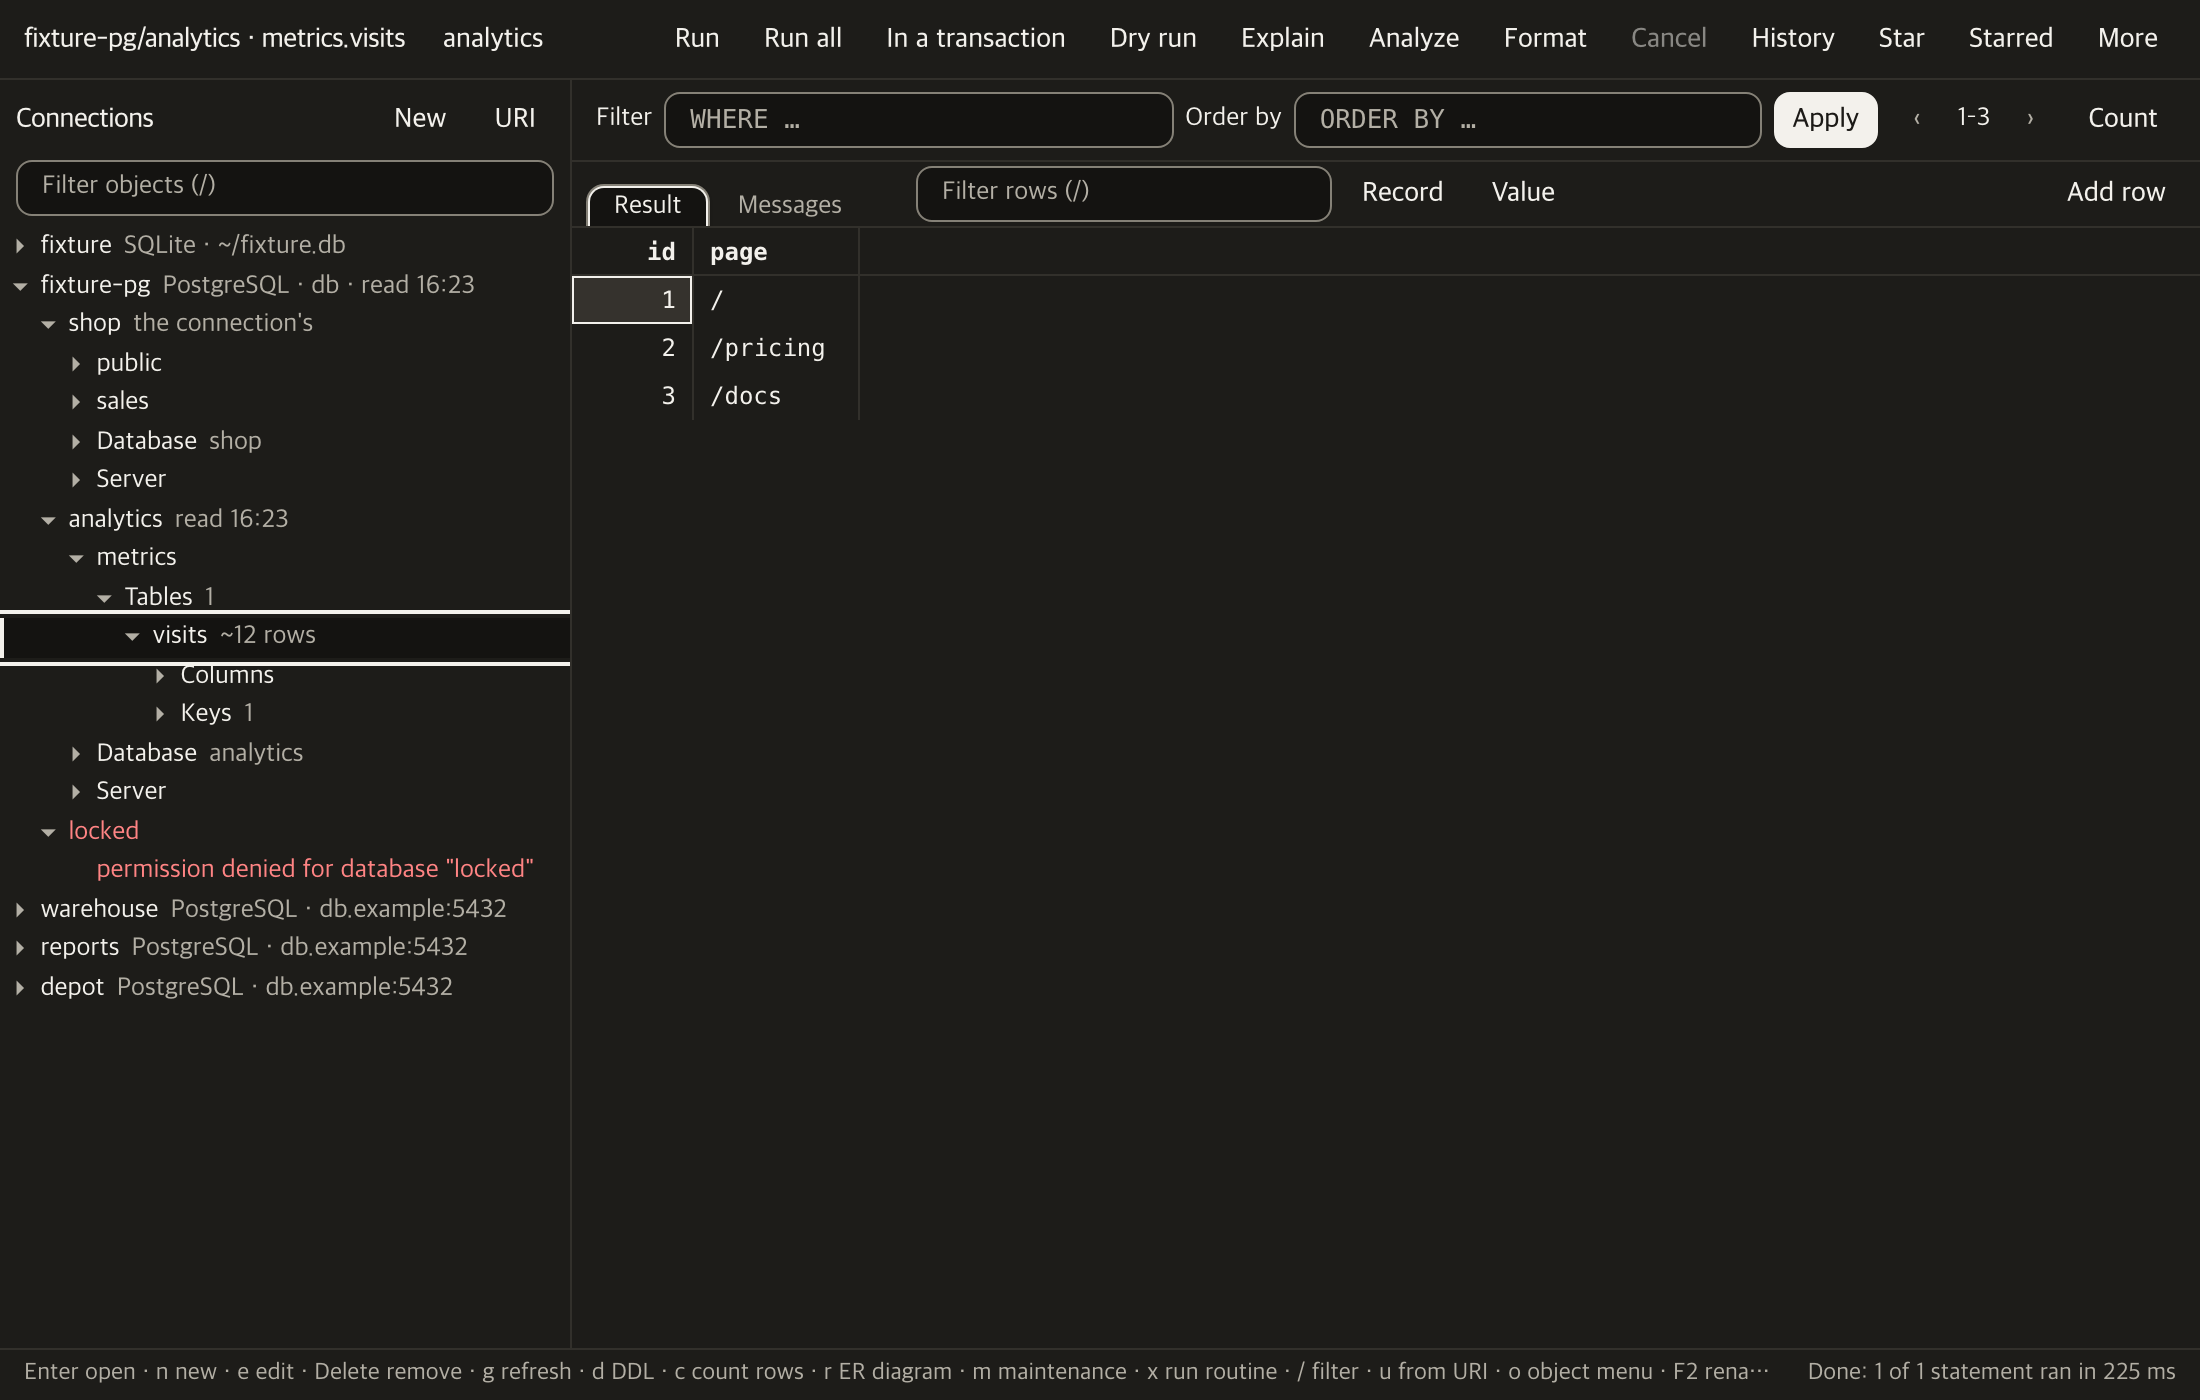 fixture-pg/analytics · metrics.visits analytics Run Run all In a transaction Dry run Explain Analyze Format Cancel History Star Starred More
Connections New URI
Filter objects (/)
fixture SQLite · ~/fixture.db
fixture-pg PostgreSQL · db · read 16:23
shop the connection's
public
sales
Database shop
Server
analytics read 16:23
metrics
Tables 1
visits ~12 rows
Columns
Keys 1
Database analytics
Server
locked
permission denied for database "locked"
warehouse PostgreSQL · db.example:5432
reports PostgreSQL · db.example:5432
depot PostgreSQL · db.example:5432
Filter WHERE … Order by ORDER BY … Apply ‹ 1-3 › Count
Result Messages Filter rows (/) Record Value Add row
id page
1 /
2 /pricing
3 /docs
Enter open · n new · e edit · Delete remove · g refresh · d DDL · c count rows · r ER diagram · m maintenance · x run routine · / filter · u from URI · o object menu · F2 rena… Done: 1 of 1 statement ran in 225 ms